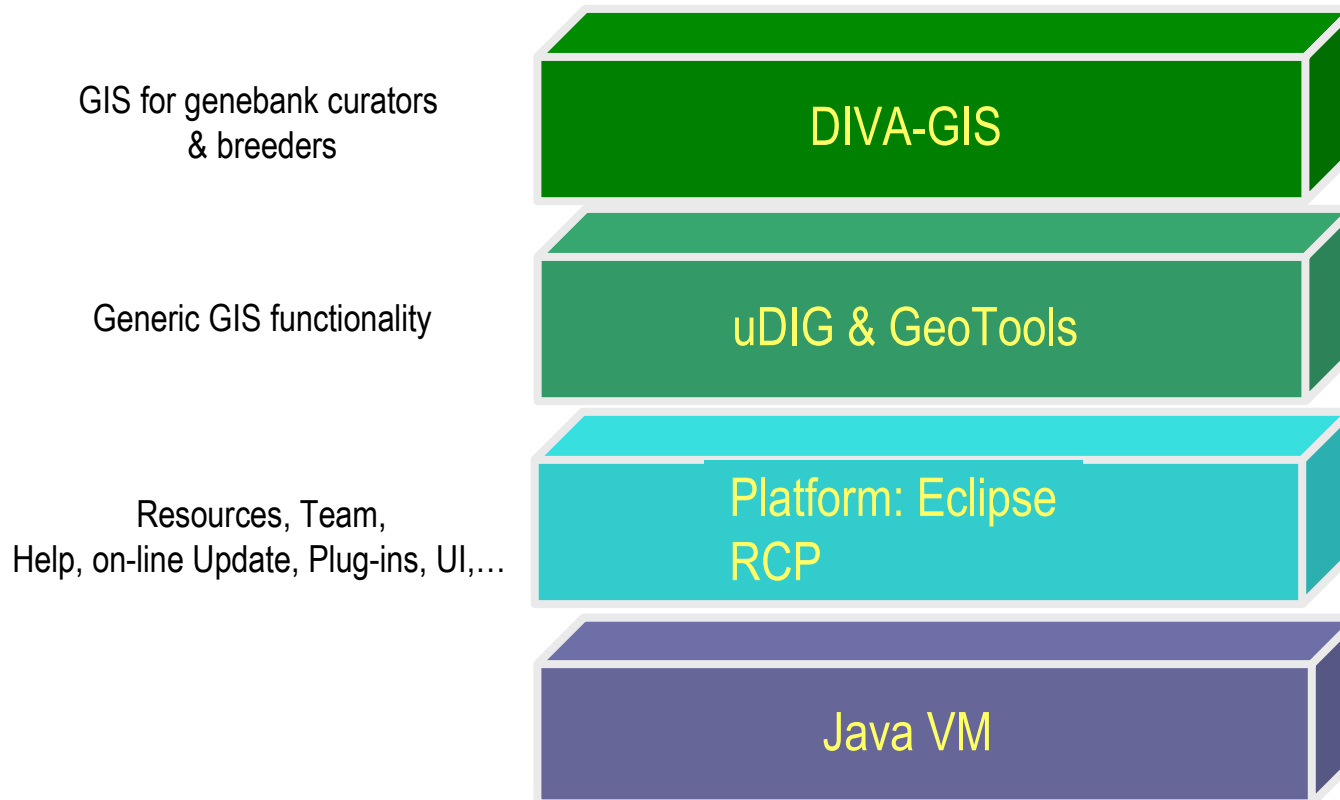 GIS for genebank curators
& breeders
DIVA-GIS
Generic GIS functionality
uDIG & GeoTools
Resources, Team,
Help, on-line Update, Plug-ins, UI,…
Platform: Eclipse
RCP
Java VM